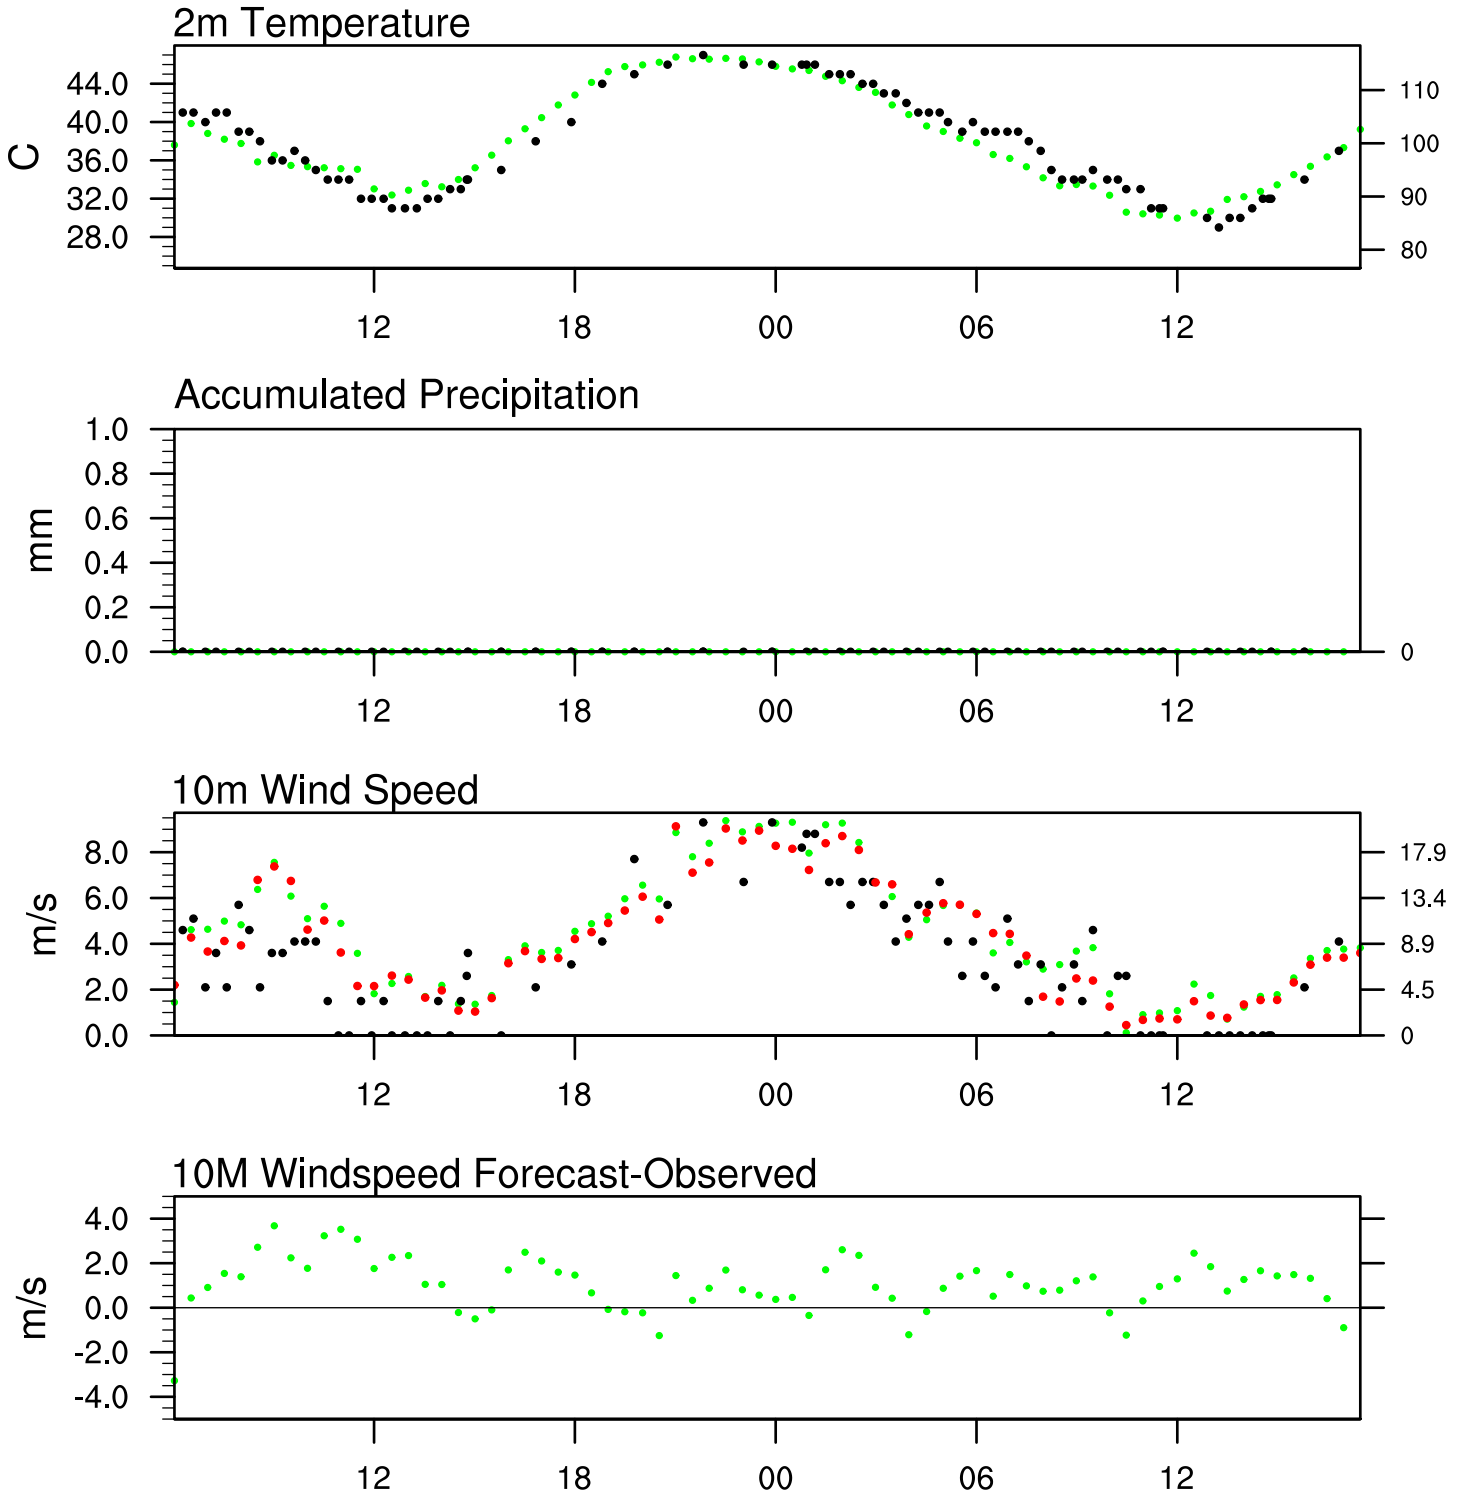 2m Temperature
44.0
40.0
36.0
32.0
28.0
C
110
100
90
80
12 18 00 06 12
Accumulated Precipitation
1.0
0.8
0.6
0.4
0.2
0.0
mm
0
12 18 00 06 12
10m Wind Speed
8.0
6.0
4.0
2.0
0.0
m/s
17.9
13.4
8.9
4.5
0
12 18 00 06 12
10M Windspeed Forecast-Observed
4.0
2.0
0.0
-2.0
-4.0
m/s
12 18 00 06 12